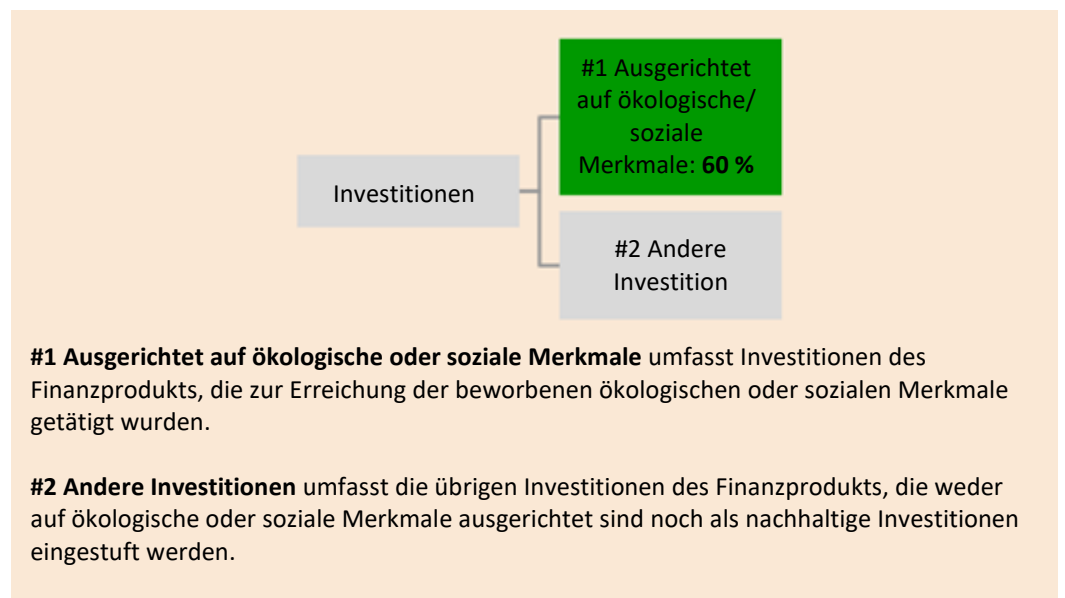 #1 Ausgerichtet
auf ökologische/
soziale
Merkmale: 60 %
Investitionen
#2 Andere
Investition
#1 Ausgerichtet auf ökologische oder soziale Merkmale umfasst Investitionen des
Finanzprodukts, die zur Erreichung der beworbenen ökologischen oder sozialen Merkmale
getätigt wurden.
#2 Andere Investitionen umfasst die übrigen Investitionen des Finanzprodukts, die weder
auf ökologische oder soziale Merkmale ausgerichtet sind noch als nachhaltige Investitionen
eingestuft werden.